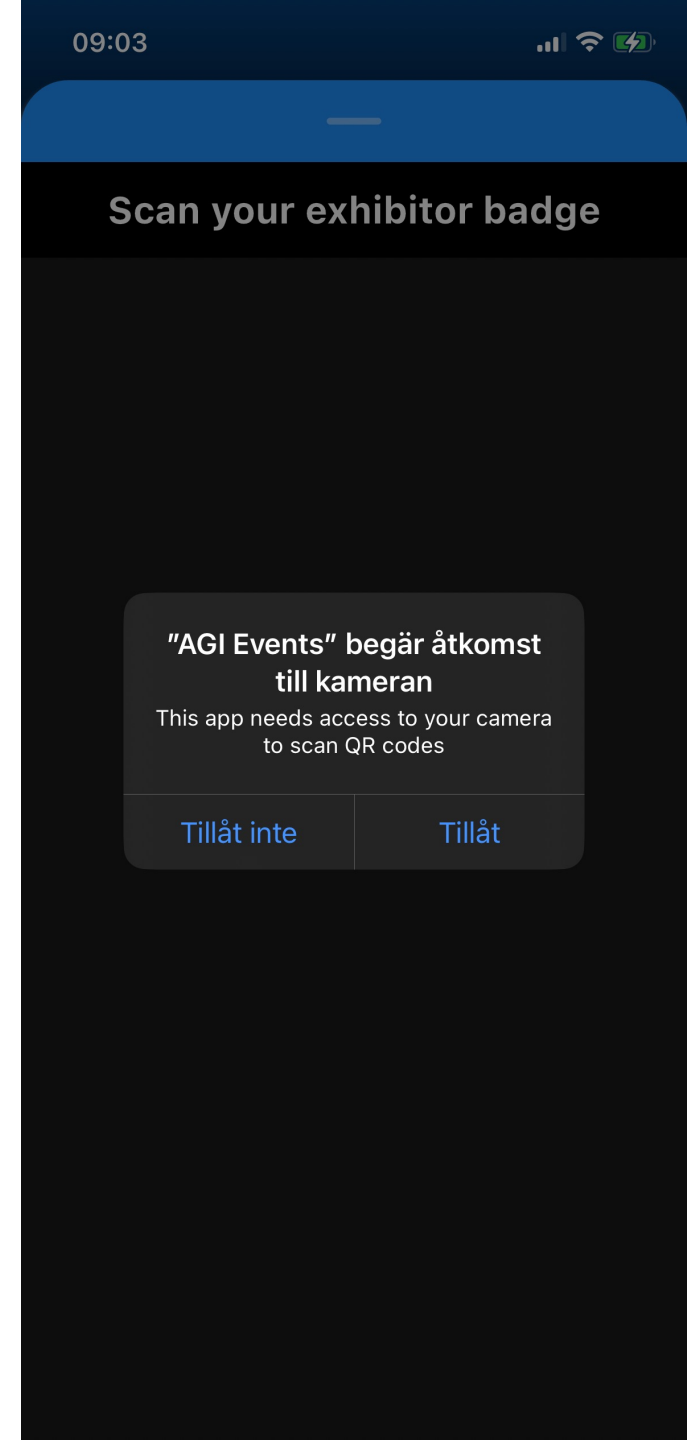 09:03
Scan your exhibitor badge
”AGI Events” begär åtkomst
till kameran
This app needs access to your camera
to scan QR codes
Tillåt inte
Tillåt